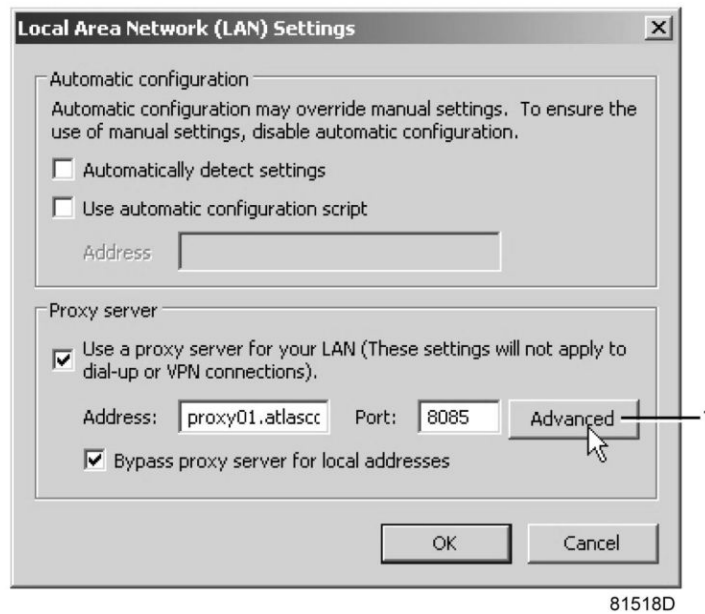 Local Area Network (LAN) Settings
Automatic configuration
Automatic configuration may override manual settings. To ensure the
use of manual settings, disable automatic configuration.
Automatically detect settings
Use automatic configuration script
Address
Proxy server
Use a proxy server for your LAN (These settings will not apply to
dial-up or VPN connections).
Address: proxy01.atlascc Port: 8085 Advanced
Bypass proxy server for local addresses
OK Cancel
81518D